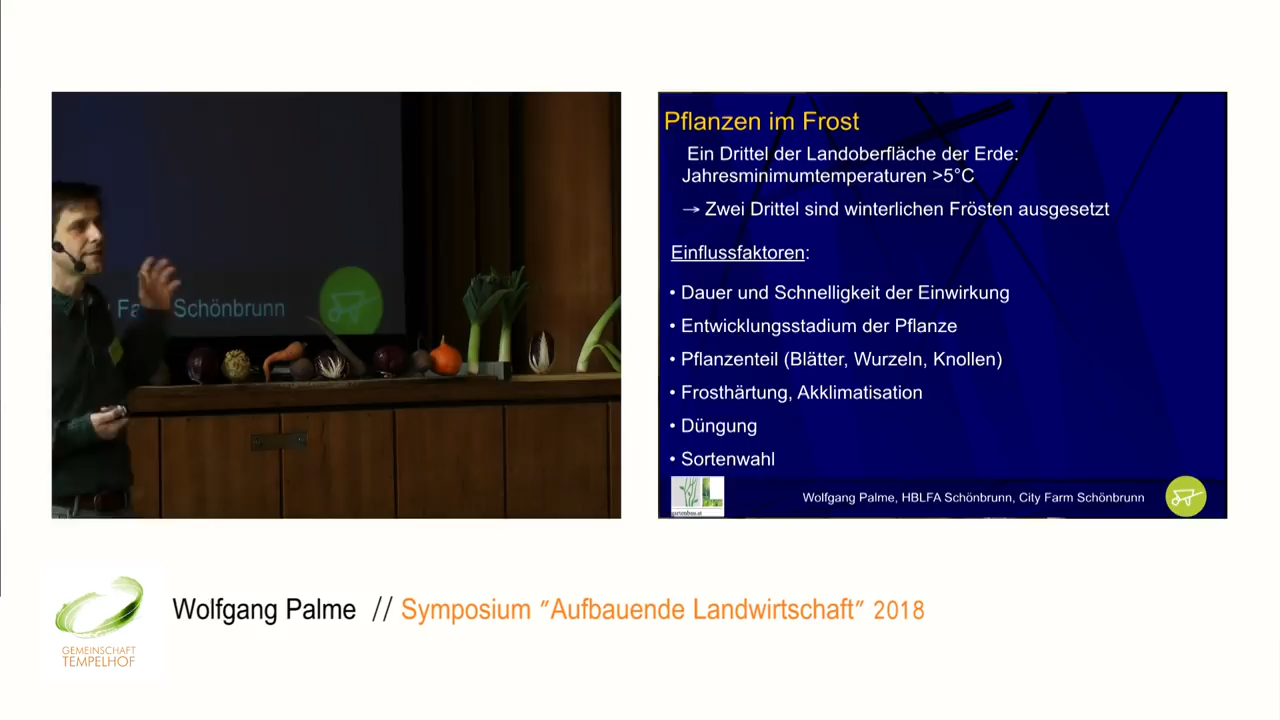 Fa Schönbrunn
Pflanzen im Frost
Ein Drittel der Landoberfläche der Erde:
Jahresminimumtemperaturen >5°C
→ Zwei Drittel sind winterlichen Frösten ausgesetzt
Einflussfaktoren:
• Dauer und Schnelligkeit der Einwirkung
• Entwicklungsstadium der Pflanze
• Pflanzenteil (Blätter, Wurzeln, Knollen)
• Frosthärtung, Akklimatisation
• Düngung
• Sortenwahl
Wolfgang Palme, HBLFA Schönbrunn, City Farm Schönbrunn
GEMEINSCHAFT
TEMPELHOF
Wolfgang Palme // Symposium "Aufbauende Landwirtschaft" 2018